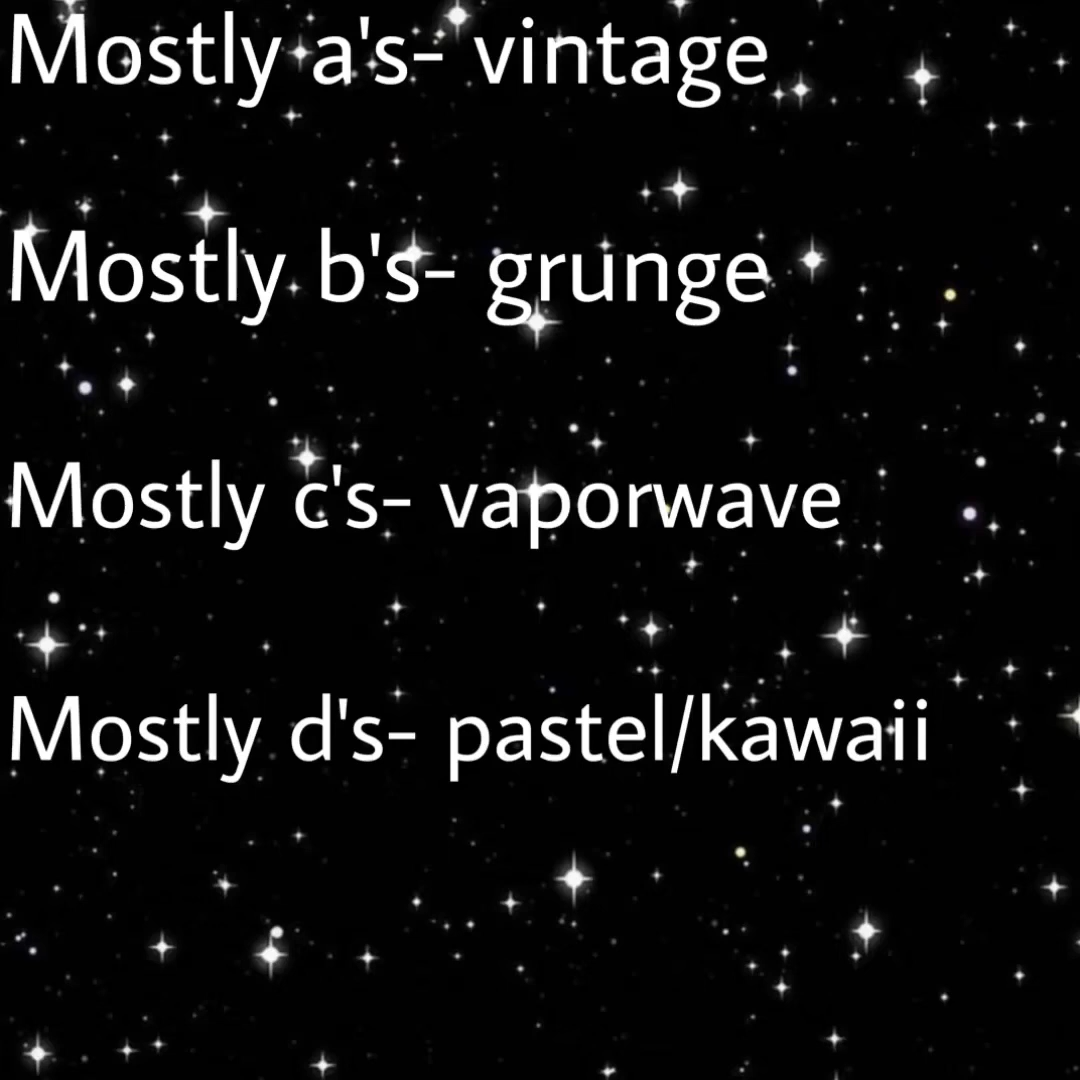 Mostly a's- vintage
Mostly b's- grunge
Mostly c's- vaporwave
Mostly d's- pastel/kawaii